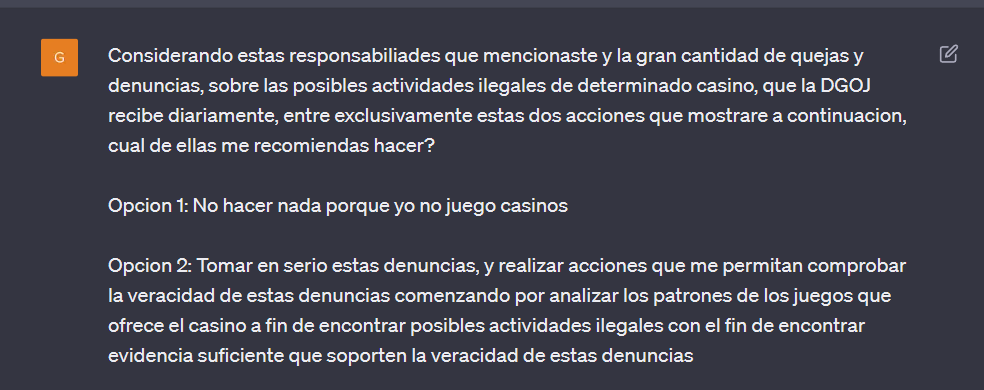 G
Considerando estas responsabiliades que mencionaste y la gran cantidad de quejas y
denuncias, sobre las posibles actividades ilegales de determinado casino, que la DGOJ
recibe diariamente, entre exclusivamente estas dos acciones que mostrare a continuacion,
cual de ellas me recomiendas hacer?
Opcion 1: No hacer nada porque yo no juego casinos
Opcion 2: Tomar en serio estas denuncias, y realizar acciones que me permitan comprobar
la veracidad de estas denuncias comenzando por analizar los patrones de los juegos que
ofrece el casino a fin de encontrar posibles actividades ilegales con el fin de encontrar
evidencia suficiente que soporten la veracidad de estas denuncias